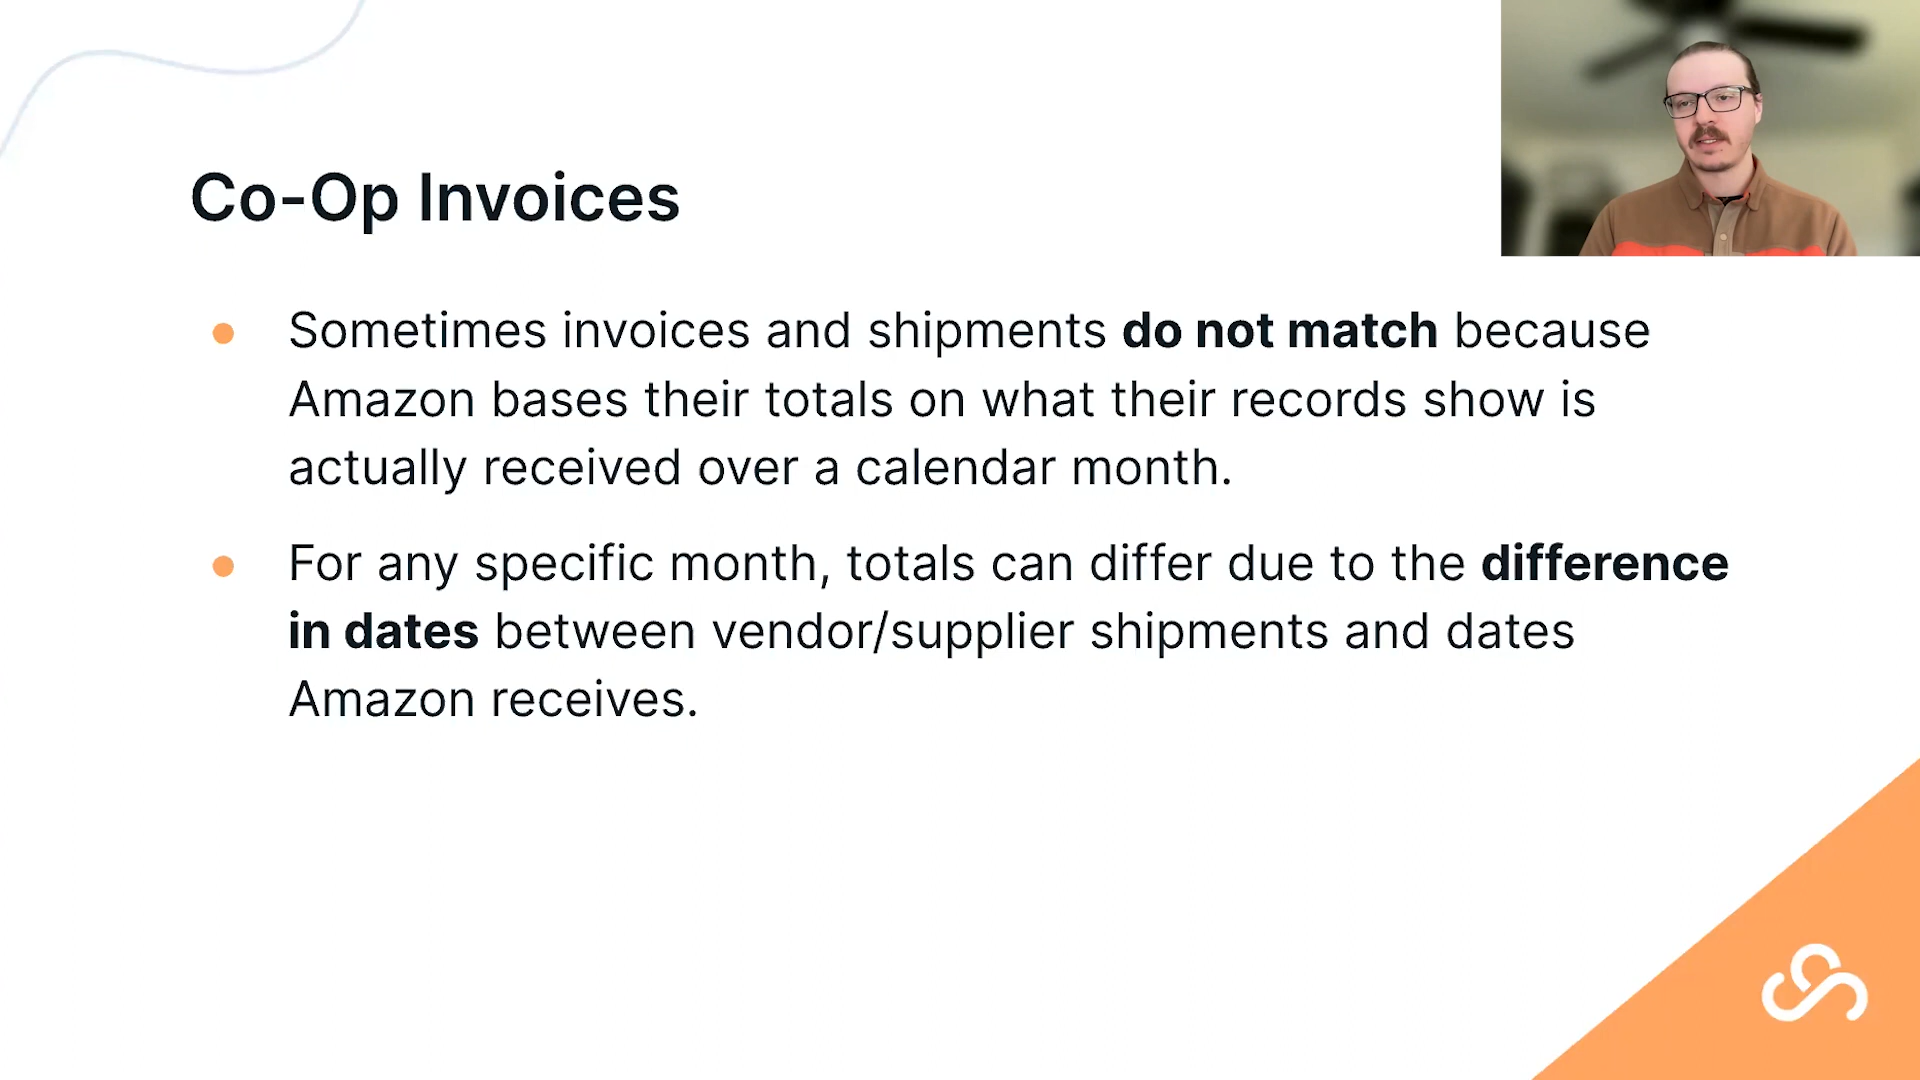 Co-Op Invoices
Sometimes invoices and shipments do not match because
Amazon bases their totals on what their records show is
actually received over a calendar month.
For any specific month, totals can differ due to the difference
in dates between vendor/supplier shipments and dates
Amazon receives.